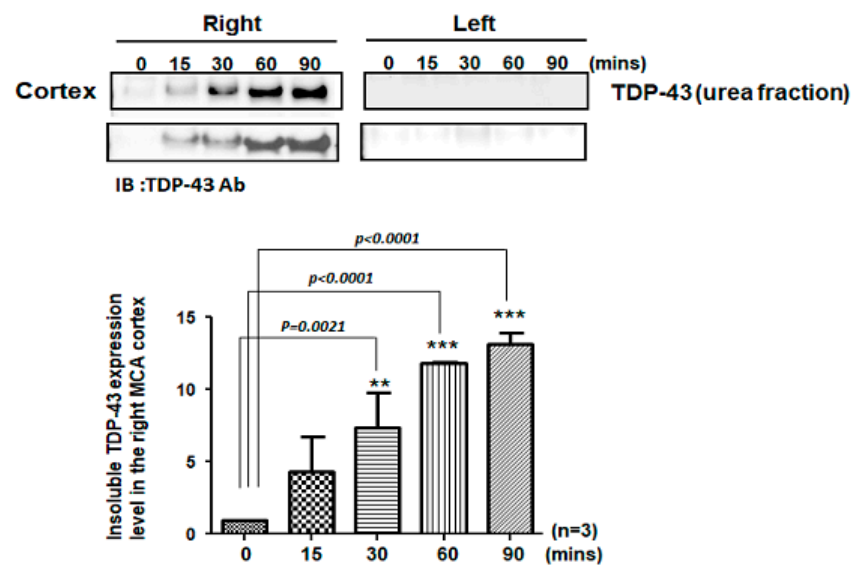 Right Left
0 15 30 60 90 0 15 30 60 90 (mins)
Cortex TDP-43 (urea fraction)
IB :TDP-43 Ab
p<0.0001
p<0.0001
P=0.0021
*** 
***
**
Insoluble TDP-43 expression
level in the right MCA cortex
15
10
5
0
0 15 30 60 90
(n=3)
(mins)